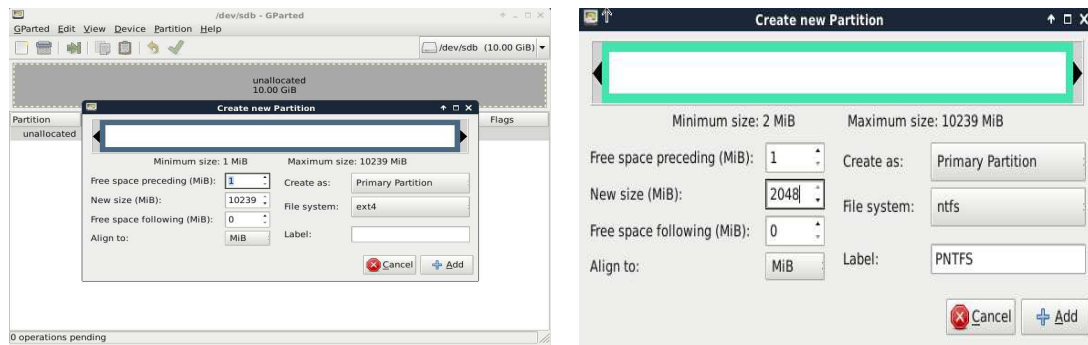 /dev/sdb - GParted
GParted Edit View Device Partition Help
/dev/sdb (10.00 GiB)
unallocated
10.00 GiB
Partition
Flags
unallocated
Create new Partition
Minimum size: 1 MiB Maximum size: 10239 MiB
Free space preceding (MiB): 1 Create as: Primary Partition
New size (MiB): 10239 File system: ext4
Free space following (MiB): 0
Align to: MiB Label:
Cancel Add
0 operations pending
Create new Partition
Minimum size: 2 MiB Maximum size: 10239 MiB
Free space preceding (MiB): 1 Create as: Primary Partition
New size (MiB): 2048 File system: ntfs
Free space following (MiB): 0
Align to: MiB Label: PNTFS
Cancel Add